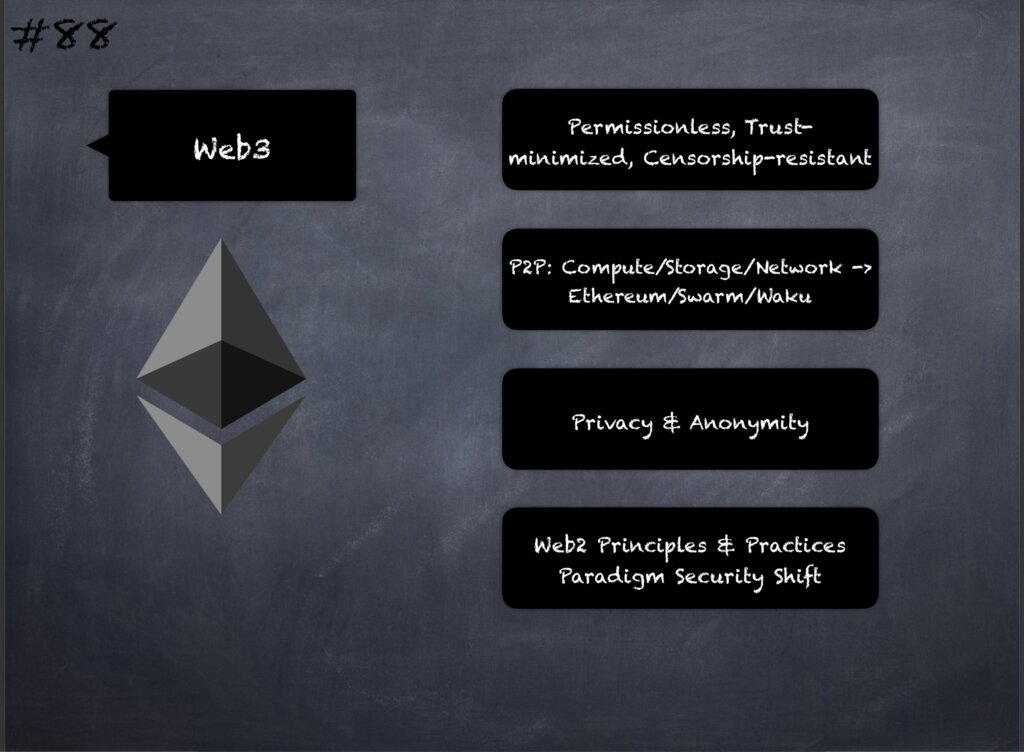 #88
Web3
Permissionless, Trust-
minimized, Censorship-resistant
P2P: Compute/Storage/Network ->
Ethereum/Swarm/Waku
Privacy & Anonymity
Web2 Principles & Practices
Paradigm Security Shift